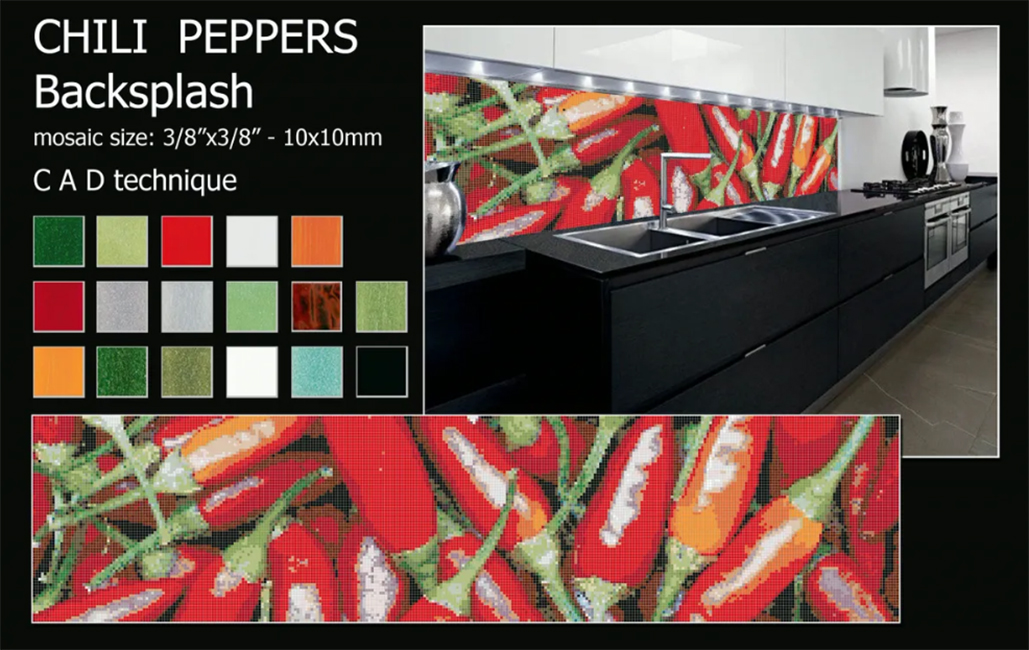 CHILI PEPPERS
Backsplash
mosaic size: 3/8”x3/8” - 10x10mm
C A D technique